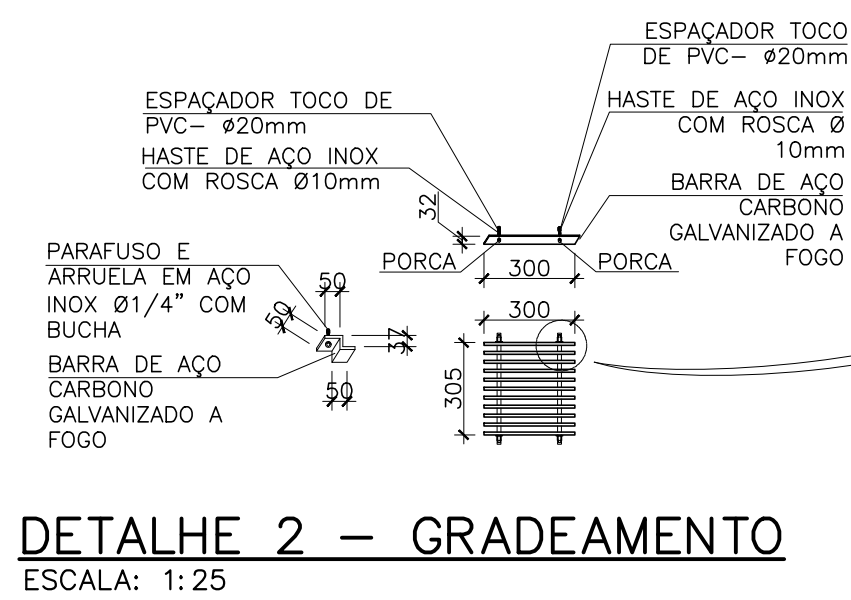 ESPAÇADOR TOCO
DE PVC- ø20mm
ESPAÇADOR TOCO DE
PVC- ø20mm
HASTE DE AÇO INOX
COM ROSCA Ø
10mm
HASTE DE AÇO INOX
COM ROSCA Ø10mm
BARRA DE AÇO
CARBONO
GALVANIZADO A
FOGO
32
PORCA
300
PORCA
PARAFUSO E
ARRUELA EM AÇO
INOX Ø1/4" COM
BUCHA
50
50
37
300
BARRA DE AÇO
CARBONO
GALVANIZADO A
FOGO
50
305
DETALHE 2 - GRADEAMENTO
ESCALA: 1:25